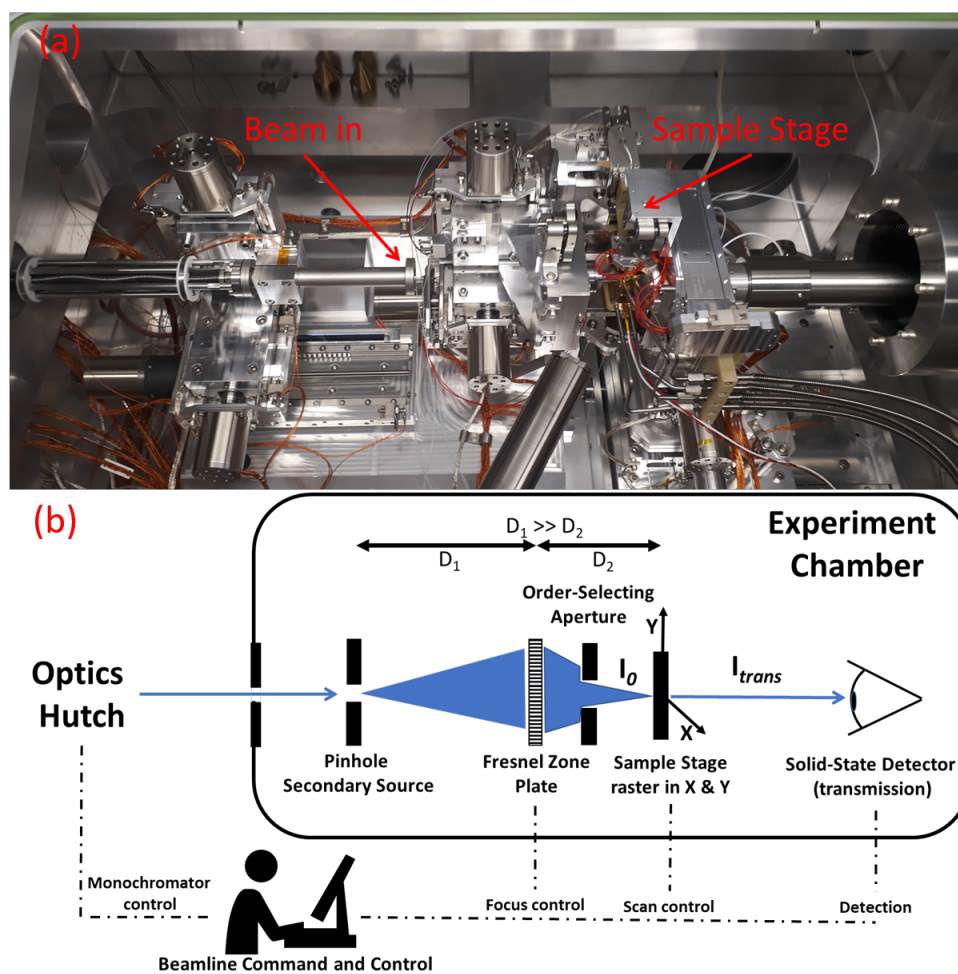 (a)
Beam in
Sample Stage
(b)
Experiment
Chamber
D₁ >> D₂
D₁
D₂
Order-Selecting
Aperture
Y
I₀
I_trans
X
Optics
Hutch
Pinhole
Secondary Source
Fresnel Zone
Plate
Sample Stage
raster in X & Y
Solid-State Detector
(transmission)
Monochromator
control
Focus control
Scan control
Detection
Beamline Command and Control